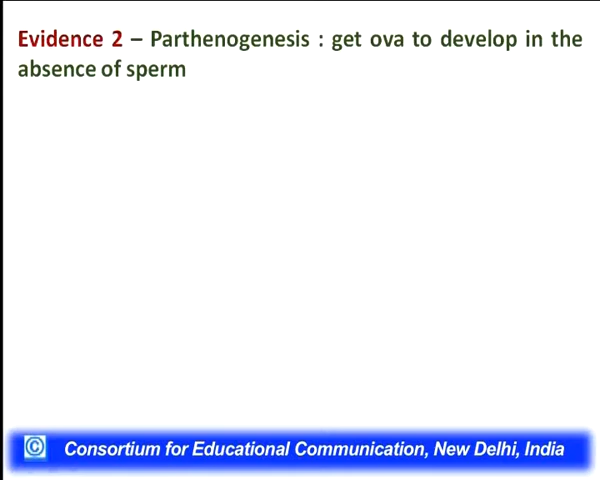 Evidence 2 – Parthenogenesis : get ova to develop in the
absence of sperm
© Consortium for Educational Communication, New Delhi, India